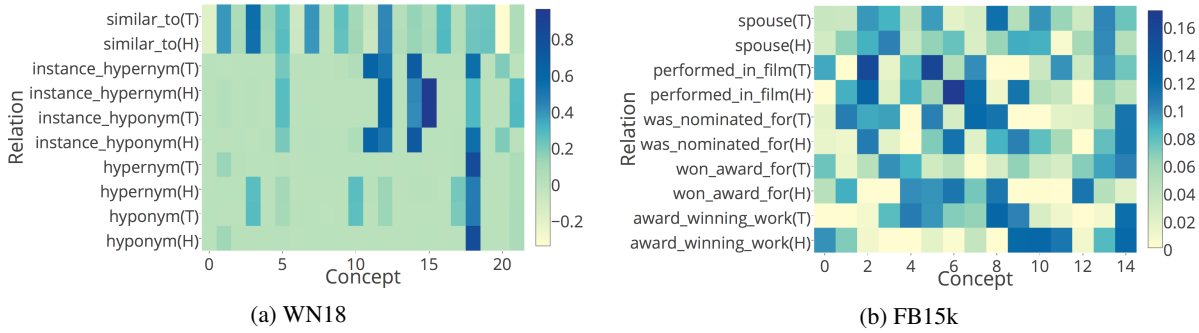 similar_to(T)
similar_to(H)
instance_hypernym(T)
instance_hypernym(H)
instance_hyponym(T)
instance_hyponym(H)
hypernym(T)
hypernym(H)
hyponym(T)
hyponym(H)
Relation
0 5 10 15 20
Concept
0.8
0.6
0.4
0.2
0
−0.2
(a) WN18
spouse(T)
spouse(H)
performed_in_film(T)
performed_in_film(H)
was_nominated_for(T)
was_nominated_for(H)
won_award_for(T)
won_award_for(H)
award_winning_work(T)
award_winning_work(H)
Relation
0 2 4 6 8 10 12 14
Concept
0.16
0.14
0.12
0.1
0.08
0.06
0.04
0.02
0
(b) FB15k